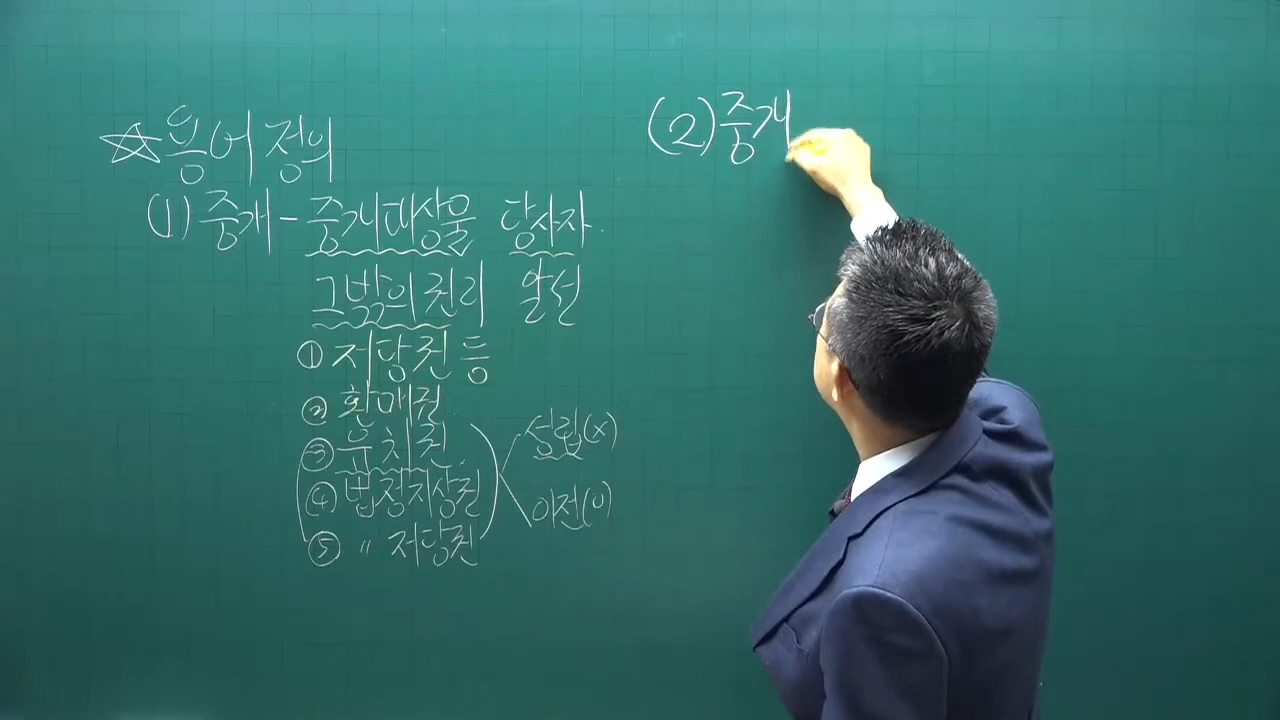 ☆용어정의
(1) 중개 - 중개대상물 당사자.
그밖의권리 알선
① 저당권 등
② 환매권
③ 유치권.
④ 법정지상권
⑤ 〃 저당권
성립(x)
이전(0)
(2) 중개